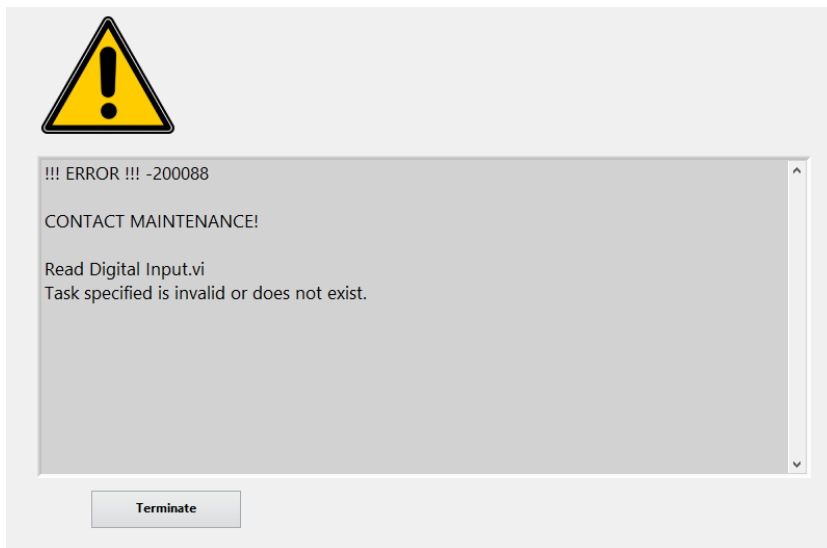 !!! ERROR !!! -200088
CONTACT MAINTENANCE!
Read Digital Input.vi
Task specified is invalid or does not exist.
Terminate